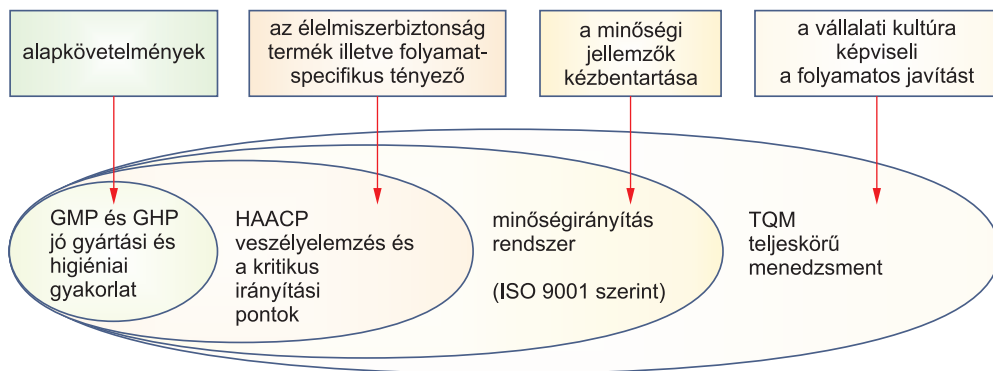 alapkövetelmények
az élelmiszerbiztonság
termék illetve folyamat-
specifikus tényező
a minőségi
jellemzők
kézbentartása
a vállalati kultúra
képviseli
a folyamatos javítást
GMP és GHP
jó gyártási és
higiéniai
gyakorlat
HAACP
veszélyelemzés és
a kritikus
irányítási
pontok
minőségirányítás
rendszer
(ISO 9001 szerint)
TQM
teljeskörű
menedzsment